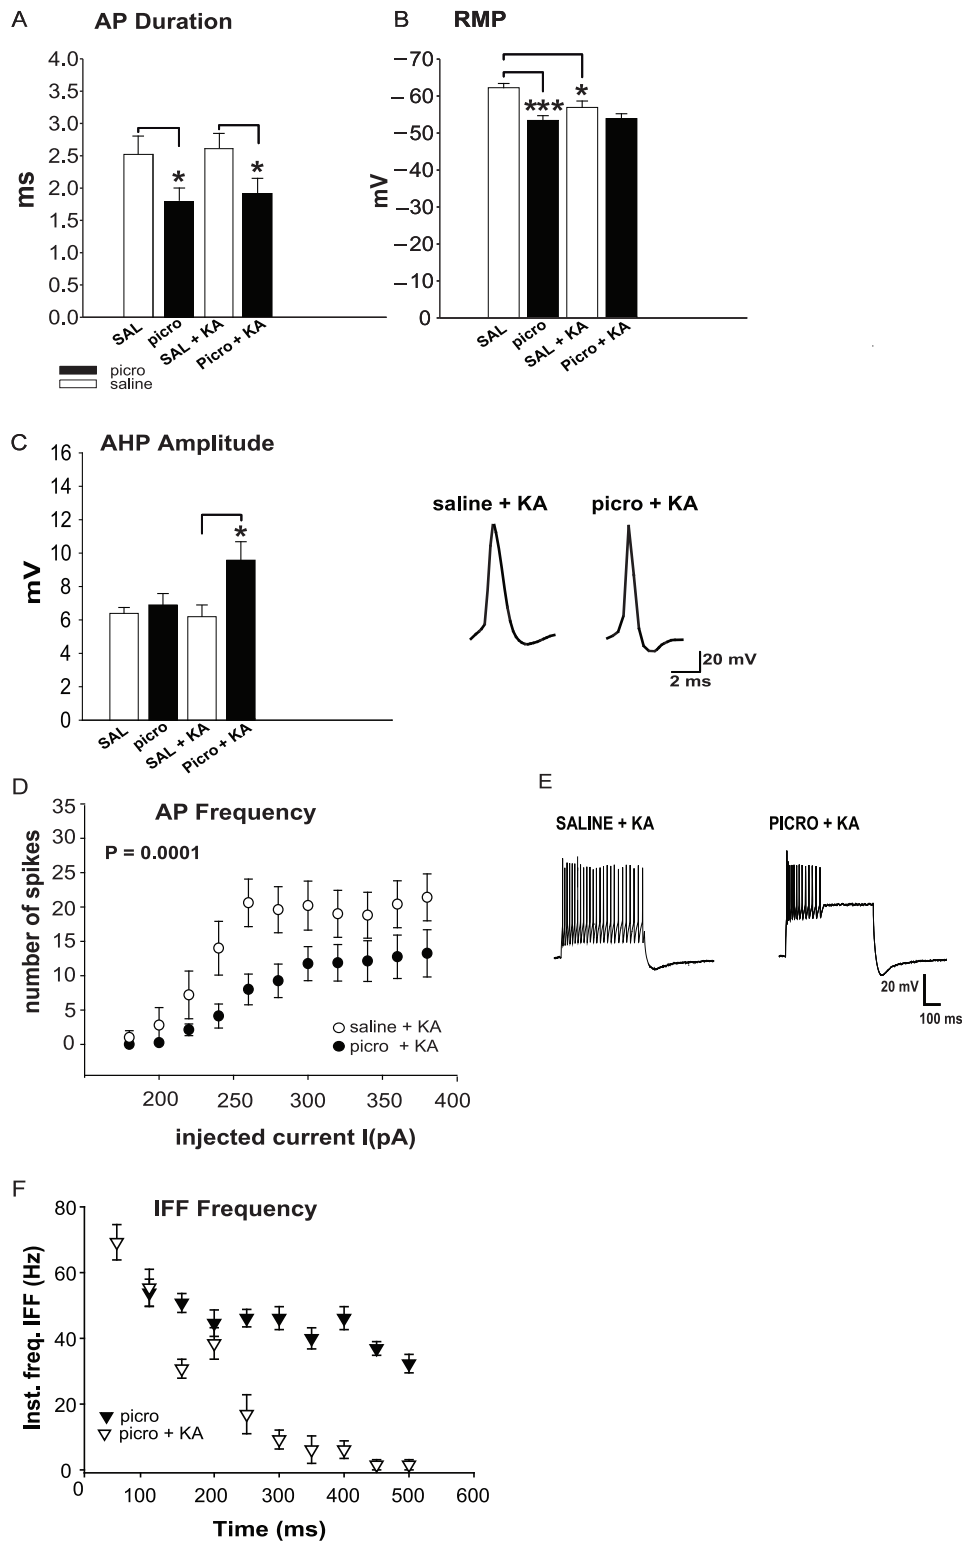 A AP Duration
4.0
3.5
3.0
2.5
2.0
1.5
1.0
0.5
0.0
ms
*
*
SAL
picro
SAL + KA
Picro + KA
picro
saline
B RMP
−70
−60
−50
−40
−30
−20
−10
0
mV
***
*
SAL
picro
SAL + KA
Picro + KA
C AHP Amplitude
16
14
12
10
8
6
4
2
0
mV
*
SAL
picro
SAL + KA
Picro + KA
saline + KA
picro + KA
20 mV
2 ms
D AP Frequency
35
30
25
20
15
10
5
0
number of spikes
P = 0.0001
saline + KA
picro + KA
200 250 300 350 400
injected current I(pA)
E
SALINE + KA
PICRO + KA
20 mV
100 ms
F IFF Frequency
80
60
40
20
0
Inst. freq. IFF (Hz)
picro
picro + KA
0 100 200 300 400 500 600
Time (ms)